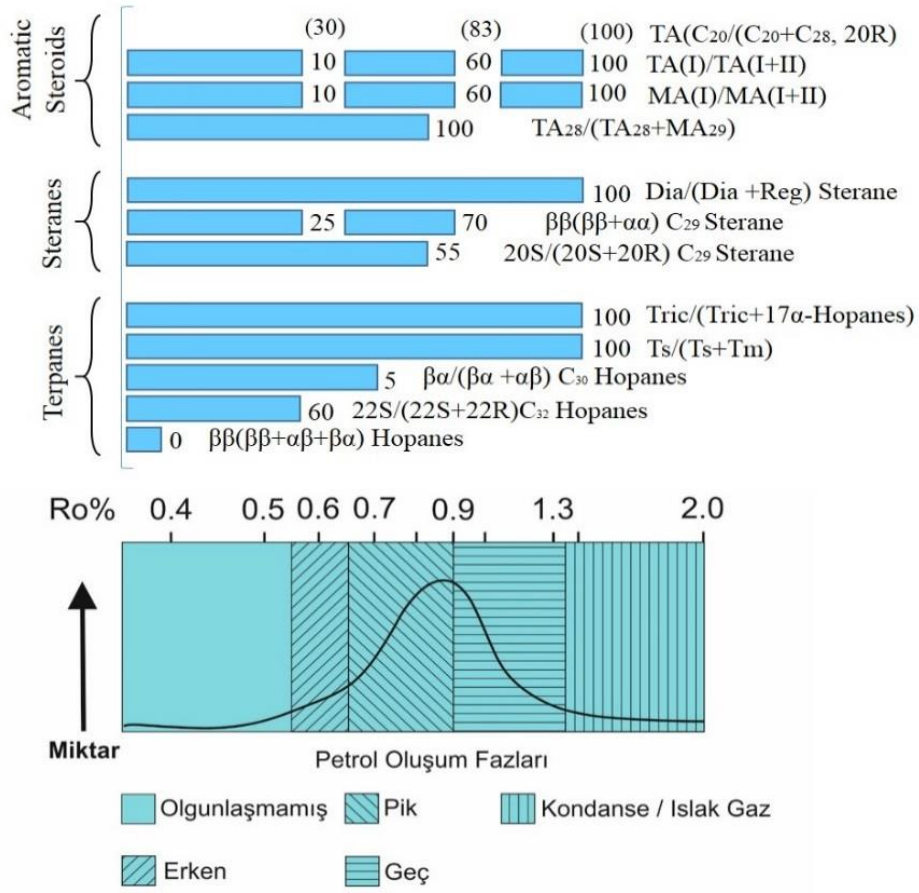 Aromatic Steroids
(30) (83) (100) TA(C₂₀/(C₂₀+C₂₈, 20R)
10 60 100 TA(I)/TA(I+II)
10 60 100 MA(I)/MA(I+II)
100 TA₂₈/(TA₂₈+MA₂₉)
Steranes
100 Dia/(Dia +Reg) Sterane
25 70 ββ(ββ+αα) C₂₉ Sterane
55 20S/(20S+20R) C₂₉ Sterane
Terpanes
100 Tric/(Tric+17α-Hopanes)
100 Ts/(Ts+Tm)
5 βα/(βα +αβ) C₃₀ Hopanes
60 22S/(22S+22R)C₃₂ Hopanes
0 ββ(ββ+αβ+βα) Hopanes
Ro% 0.4 0.5 0.6 0.7 0.9 1.3 2.0
Miktar
Petrol Oluşum Fazları
Olgunlaşmamış Pik Kondanse / Islak Gaz
Erken Geç